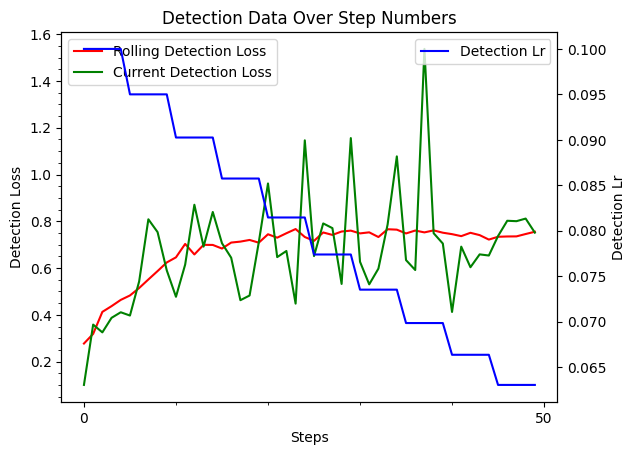 Detection Data Over Step Numbers
Rolling Detection Loss
Current Detection Loss
Detection Lr
1.6
1.4
1.2
1.0
0.8
0.6
0.4
0.2
Detection Loss
0.100
0.095
0.090
0.085
0.080
0.075
0.070
0.065
Detection Lr
0
50
Steps